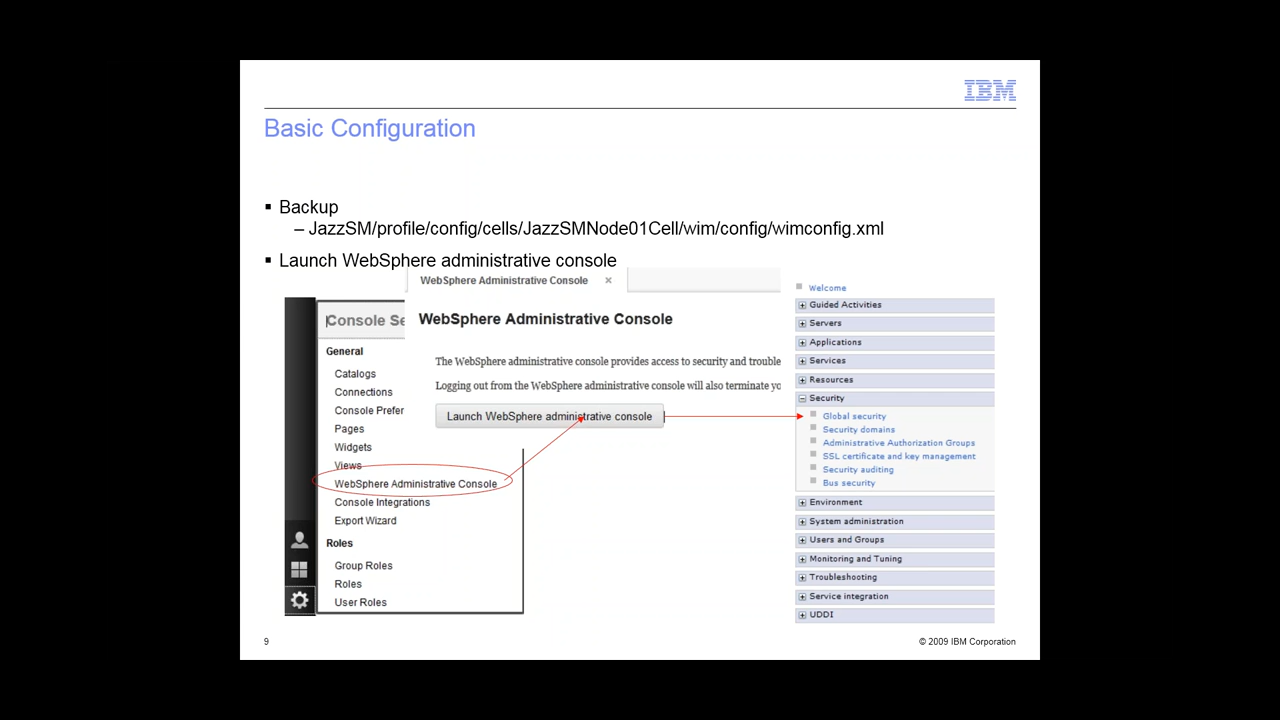 IBM
Basic Configuration
▪ Backup
– JazzSM/profile/config/cells/JazzSMNode01Cell/wim/config/wimconfig.xml
▪ Launch WebSphere administrative console
Console Se
General
Catalogs
Connections
Console Prefer
Pages
Widgets
Views
WebSphere Administrative Console
Console Integrations
Export Wizard
Roles
Group Roles
Roles
User Roles
WebSphere Administrative Console ×
WebSphere Administrative Console
The WebSphere administrative console provides access to security and trouble
Logging out from the WebSphere administrative console will also terminate yo
Launch WebSphere administrative console
Welcome
Guided Activities
Servers
Applications
Services
Resources
Security
Global security
Security domains
Administrative Authorization Groups
SSL certificate and key management
Security auditing
Bus security
Environment
System administration
Users and Groups
Monitoring and Tuning
Troubleshooting
Service integration
UDDI
9
© 2009 IBM Corporation